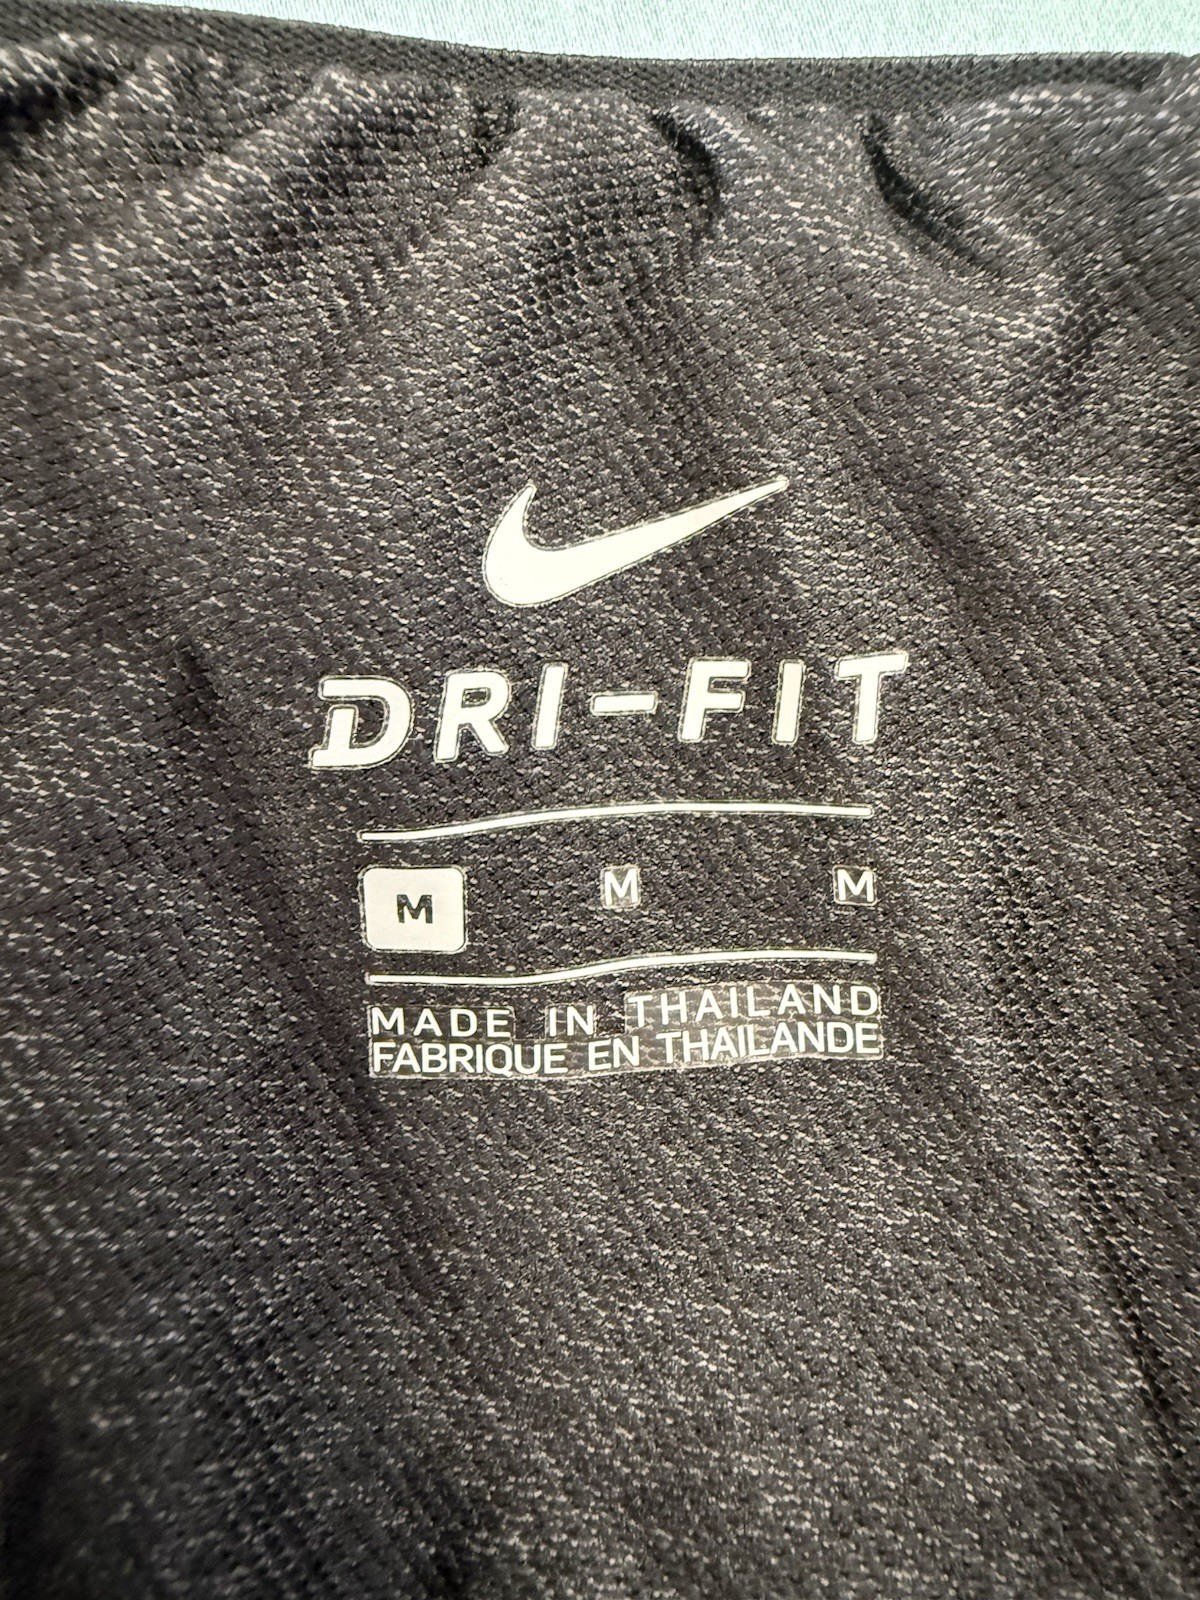 DRI-FIT
M M M
MADE IN THAILAND
FABRIQUE EN THAILANDE